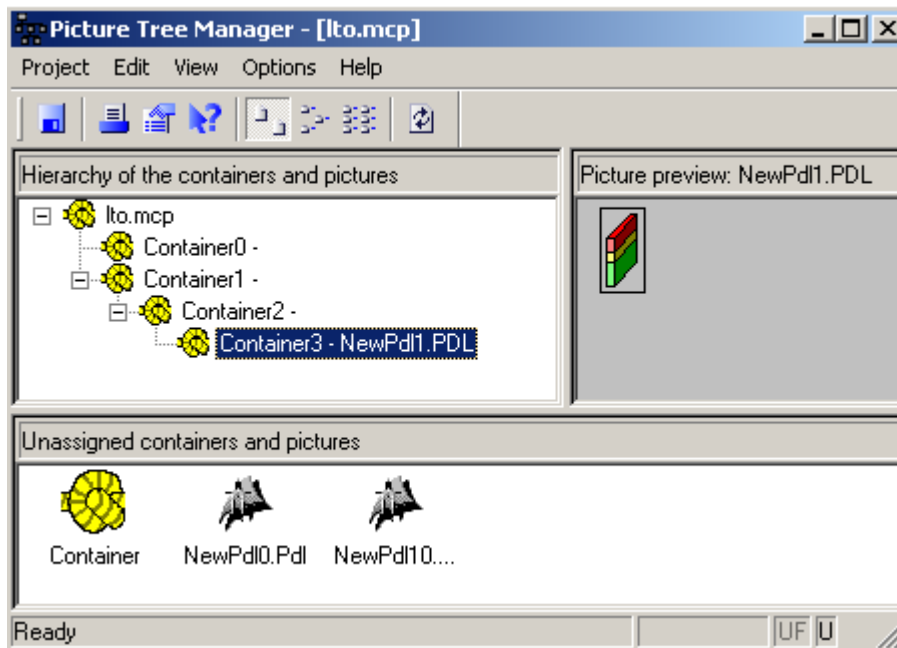 Picture Tree Manager - [lto.mcp]
Project Edit View Options Help
Hierarchy of the containers and pictures
Picture preview: NewPdl1.PDL
lto.mcp
Container0 -
Container1 -
Container2 -
Container3 - NewPdl1.PDL
Unassigned containers and pictures
Container NewPdl0.Pdl NewPdl10....
Ready UF U